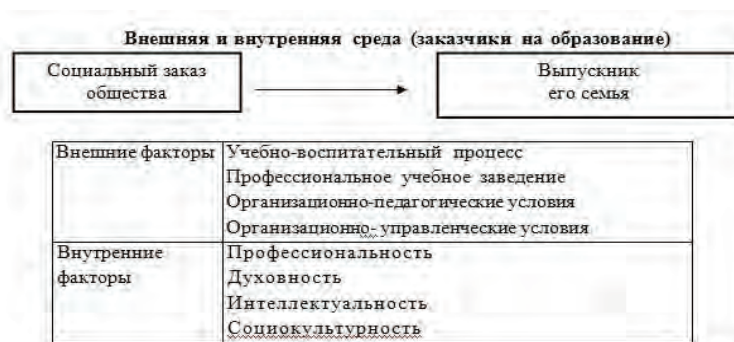 Внешняя и внутренняя среда (заказчики на образование)
Социальный заказ
общества
Выпускник
его семья
Внешние факторы
Учебно-воспитательный процесс
Профессиональное учебное заведение
Организационно-педагогические условия
Организационно- управленческие условия
Внутренние
факторы
Профессиональность
Духовность
Интеллектуальность
Социокультурность